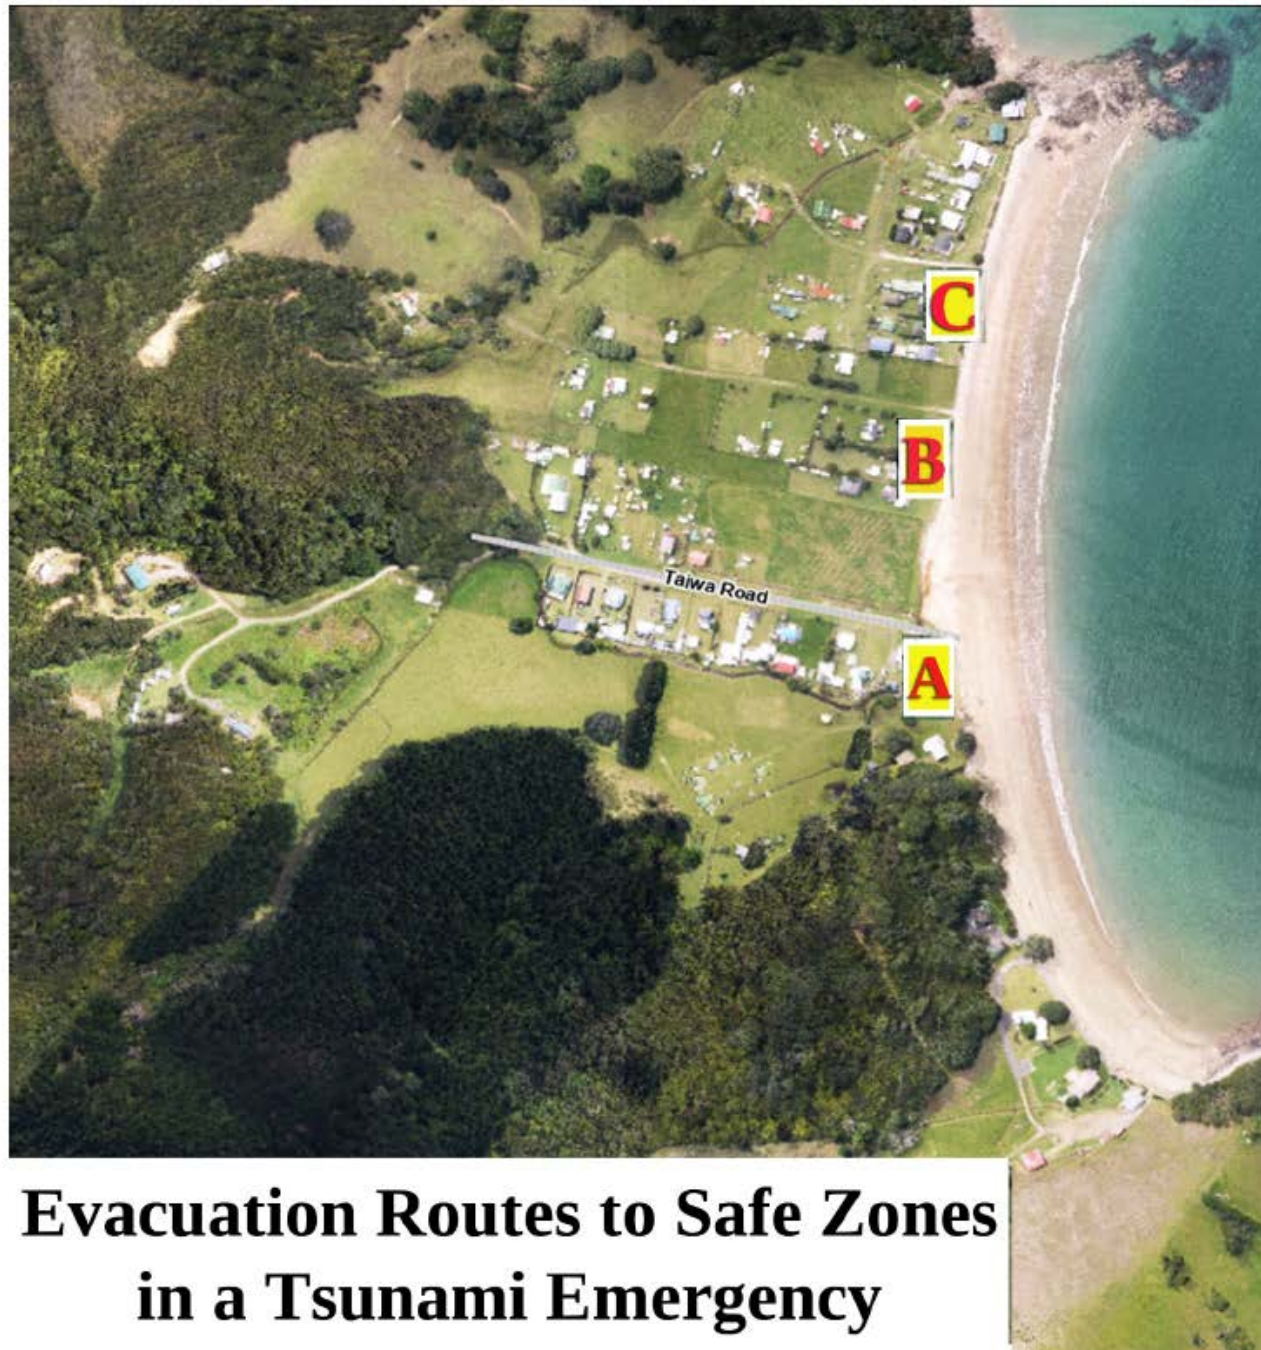 C
B
Taiwa Road
A
Evacuation Routes to Safe Zones
in a Tsunami Emergency